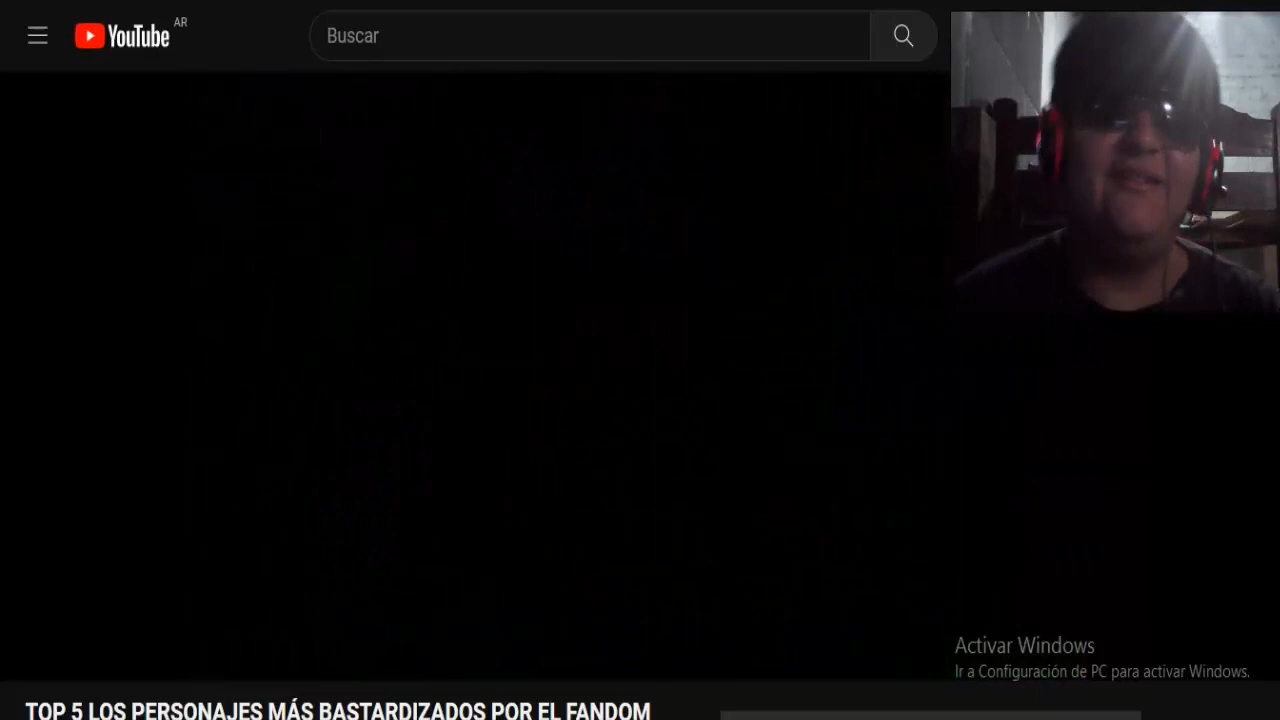 YouTube AR
Buscar
Activar Windows
Ir a Configuración de PC para activar Windows.
TOP 5 LOS PERSONAJES MÁS BASTARDIZADOS POR EL FANDOM